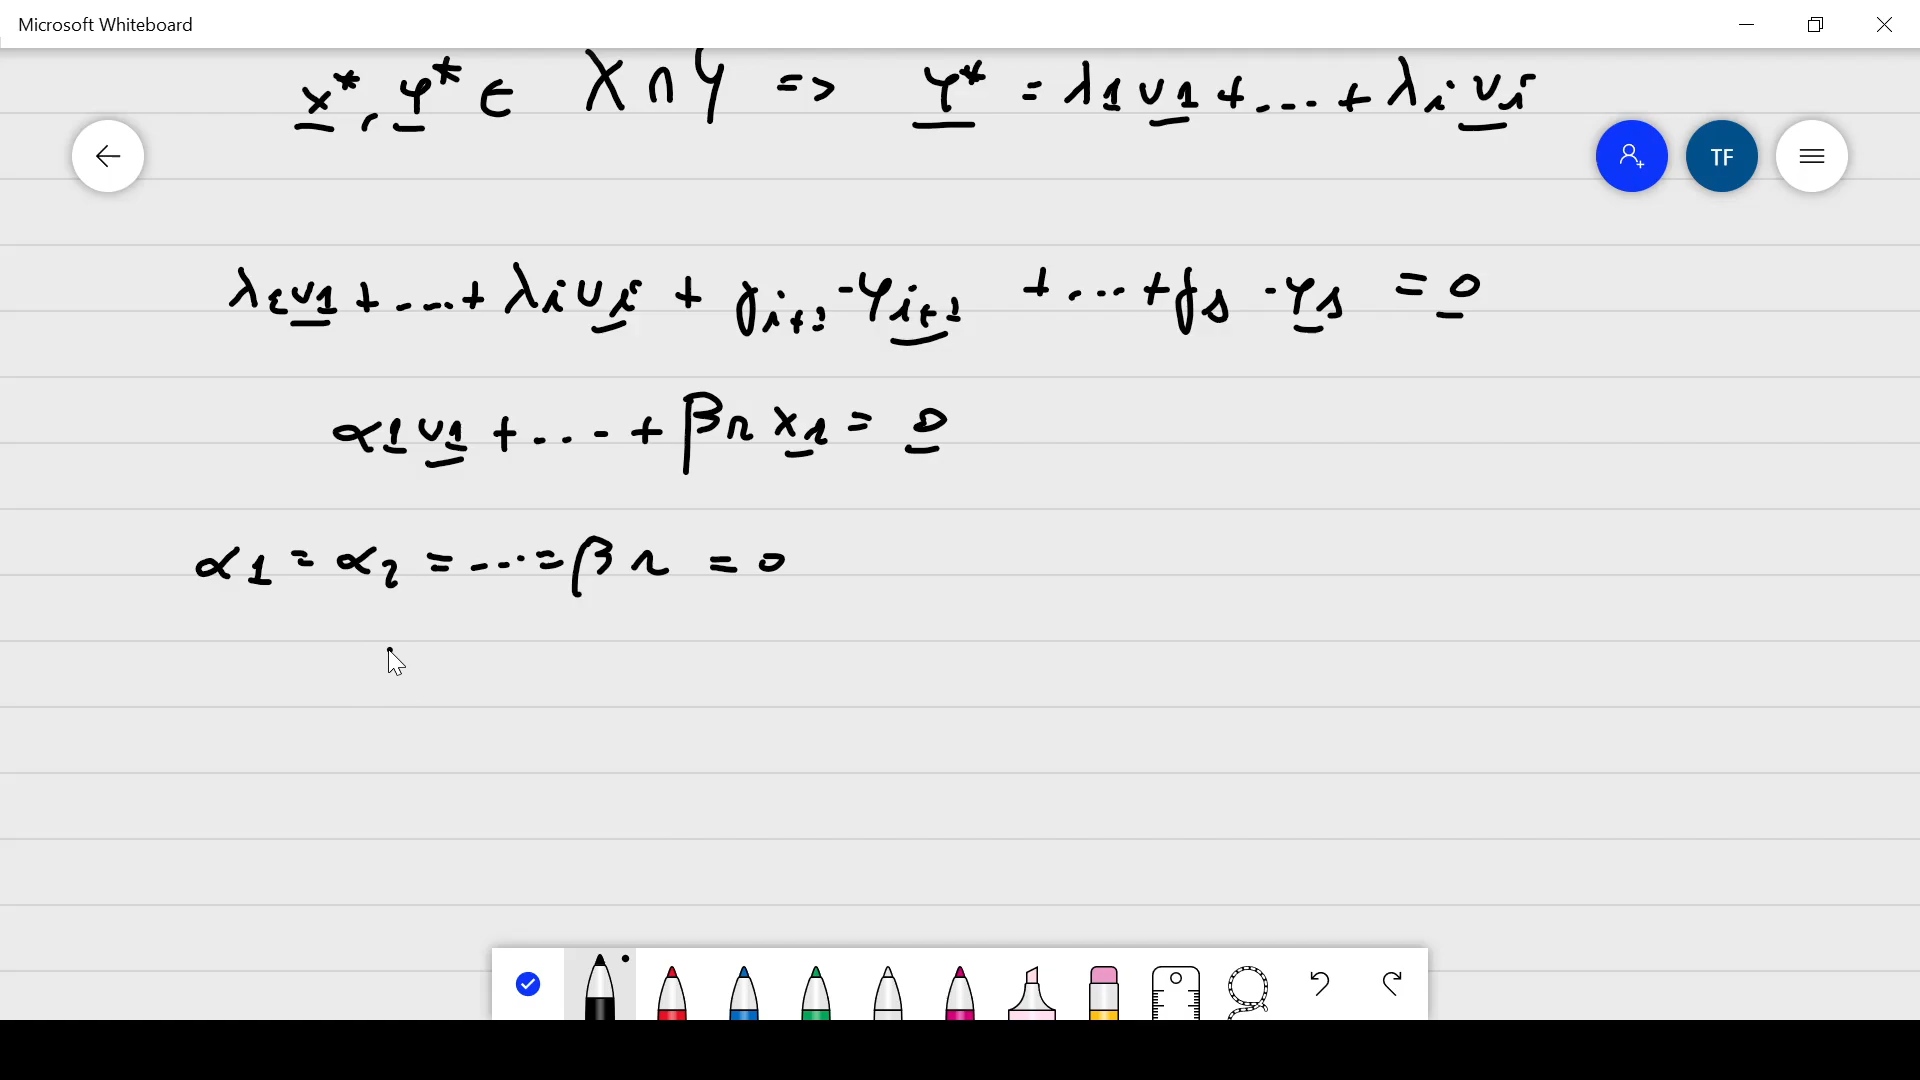 Microsoft Whiteboard
x*, y* ∈ X ∩ Y => y* = λ1 v1 + ... + λi vi
TF
λ1 v1 + ... + λi vi + γi+1 · yi+1 + ... + γs · ys = 0
α1 v1 + ... + βr xr = 0
α1 = α2 = ... = βr = 0